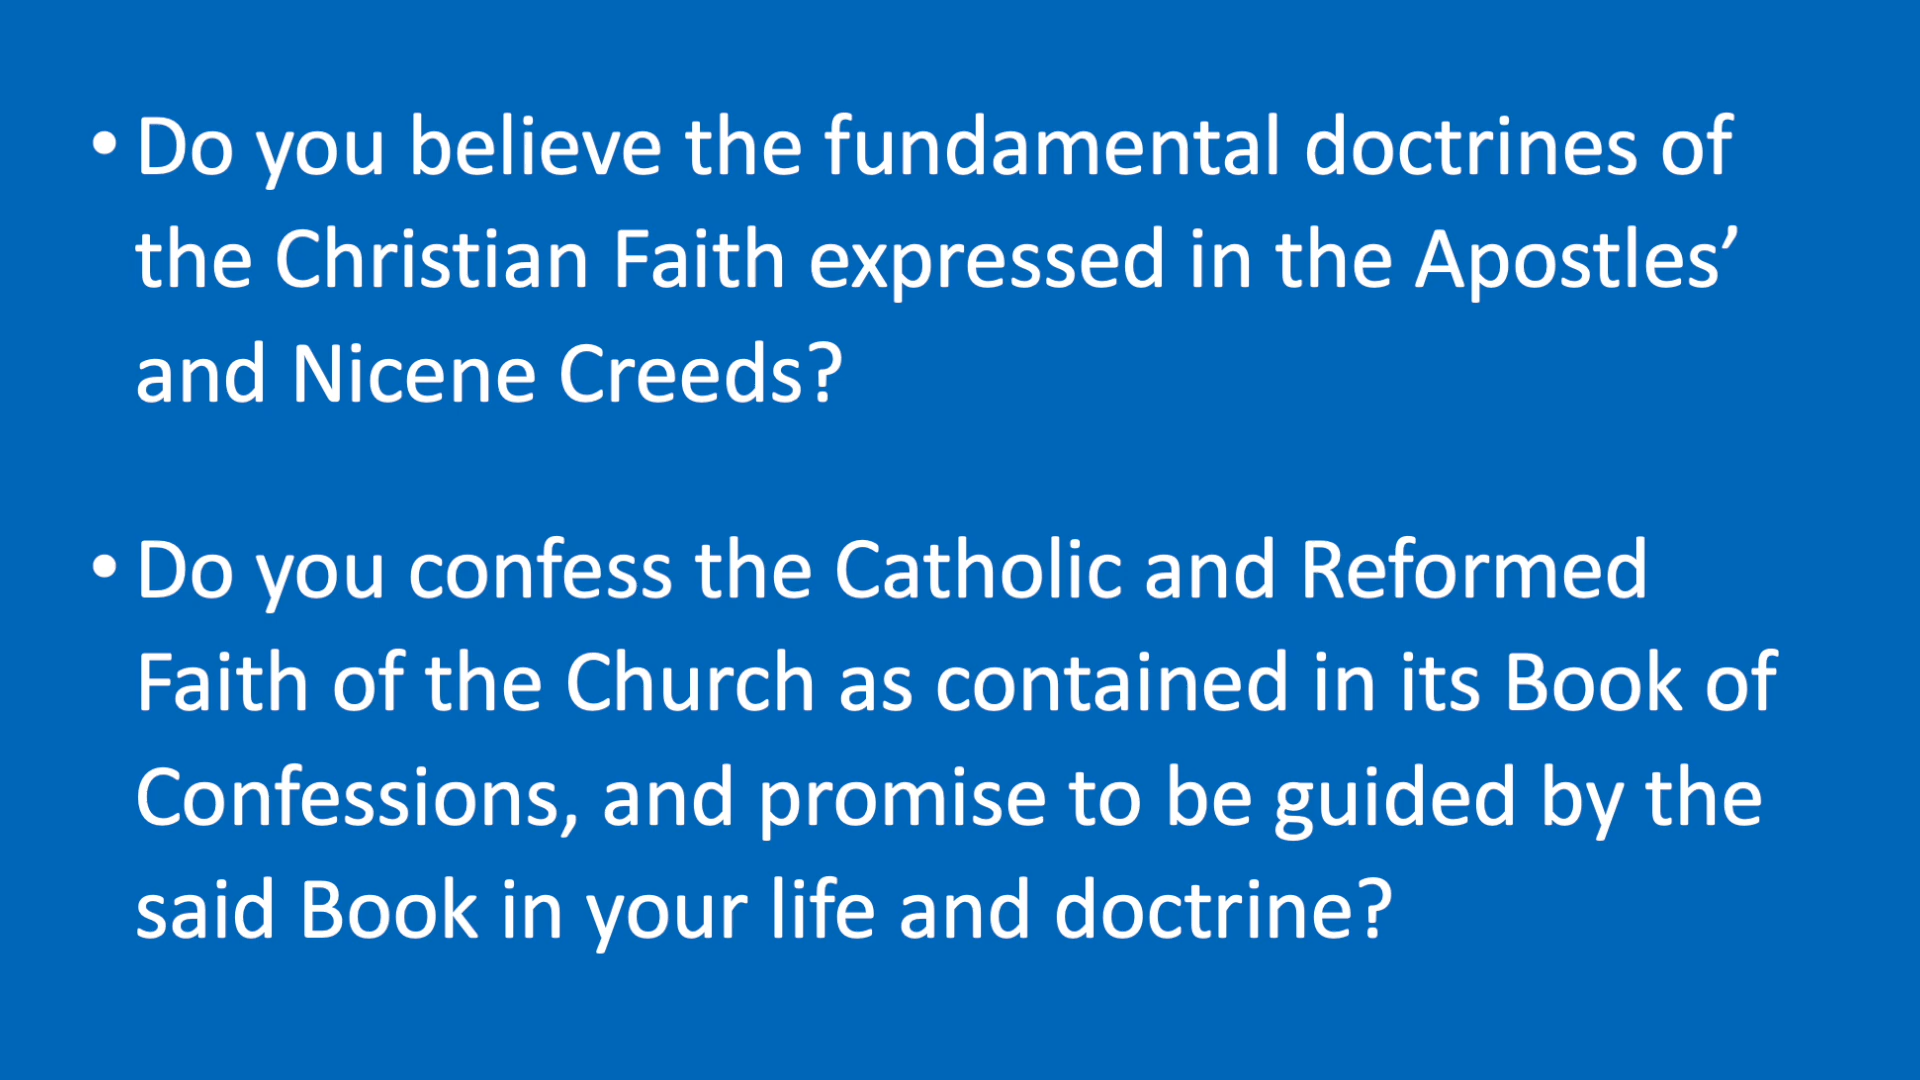 • Do you believe the fundamental doctrines of
the Christian Faith expressed in the Apostles’
and Nicene Creeds?
• Do you confess the Catholic and Reformed
Faith of the Church as contained in its Book of
Confessions, and promise to be guided by the
said Book in your life and doctrine?